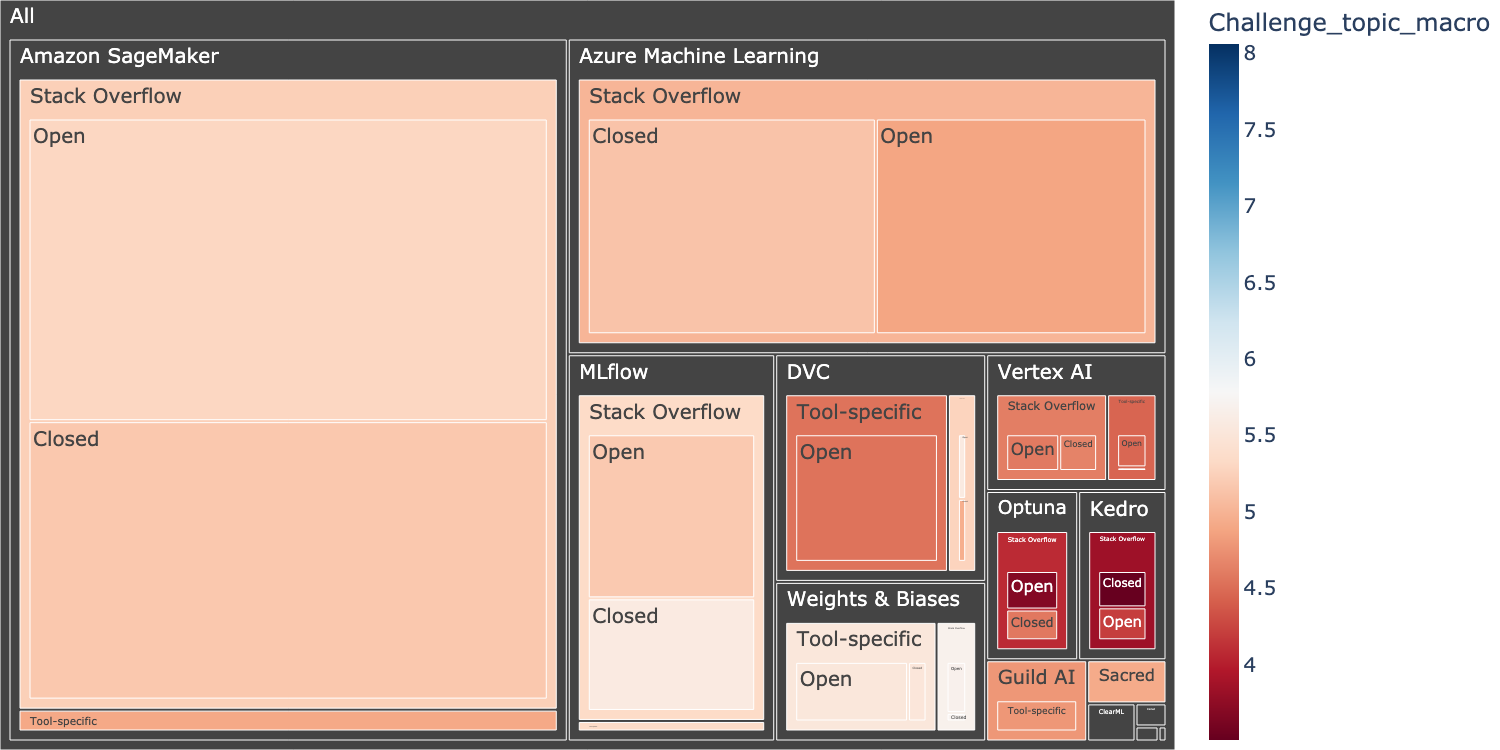 All
Amazon SageMaker
Stack Overflow
Open
Closed
Tool-specific
Azure Machine Learning
Stack Overflow
Closed
Open
MLflow
Stack Overflow
Open
Closed
DVC
Tool-specific
Open
Weights & Biases
Tool-specific
Open
Closed
Open
Closed
Vertex AI
Stack Overflow
Open
Closed
Tool-specific
Open
Optuna
Stack Overflow
Open
Closed
Kedro
Stack Overflow
Closed
Open
Guild AI
Tool-specific
Sacred
ClearML
Challenge_topic_macro
8
7.5
7
6.5
6
5.5
5
4.5
4